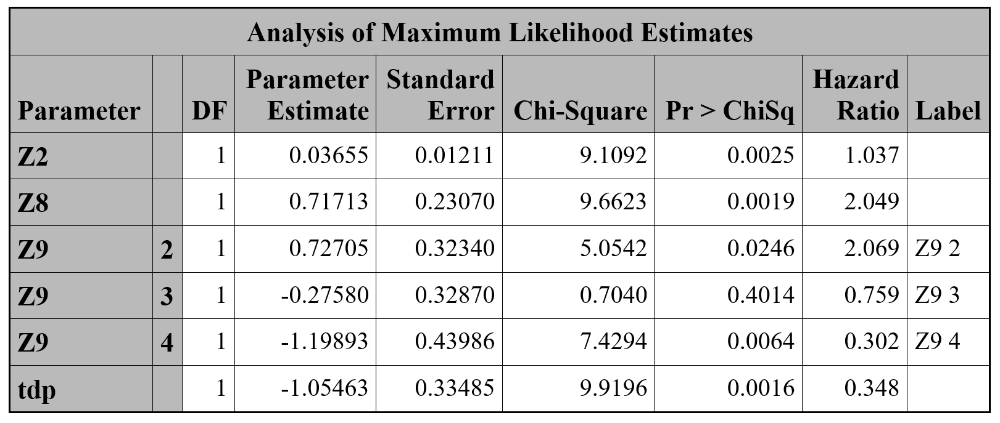 Analysis of Maximum Likelihood Estimates
Parameter DF Parameter Estimate Standard Error Chi-Square Pr > ChiSq Hazard Ratio Label
Z2 1 0.03655 0.01211 9.1092 0.0025 1.037
Z8 1 0.71713 0.23070 9.6623 0.0019 2.049
Z9 2 1 0.72705 0.32340 5.0542 0.0246 2.069 Z9 2
Z9 3 1 -0.27580 0.32870 0.7040 0.4014 0.759 Z9 3
Z9 4 1 -1.19893 0.43986 7.4294 0.0064 0.302 Z9 4
tdp 1 -1.05463 0.33485 9.9196 0.0016 0.348